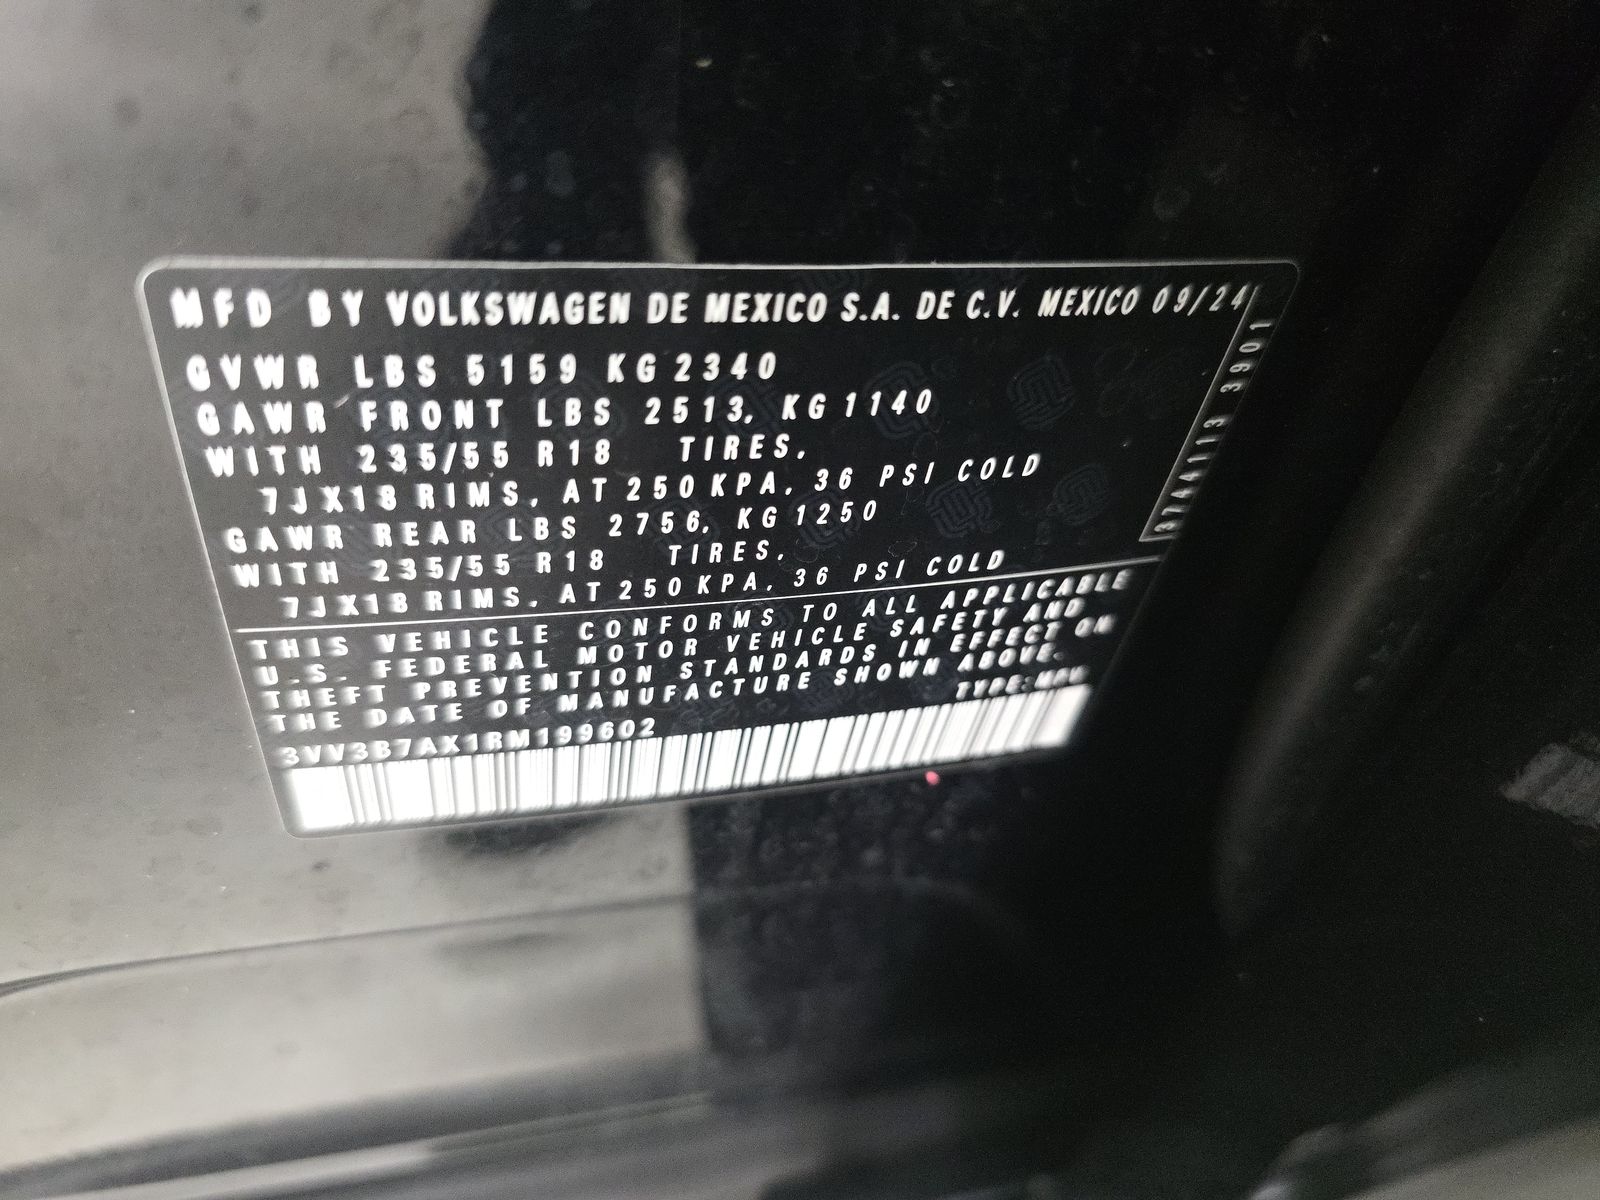 MFD BY VOLKSWAGEN DE MEXICO S.A. DE C.V. MEXICO 09/24
GVWR LBS 5159 KG 2340
GAWR FRONT LBS 2513, KG 1140
WITH 235/55 R18 TIRES,
7JX18 RIMS, AT 250 KPA, 36 PSI COLD
GAWR REAR LBS 2756, KG 1250
WITH 235/55 R18 TIRES,
7JX18 RIMS, AT 250 KPA, 36 PSI COLD
THIS VEHICLE CONFORMS TO ALL APPLICABLE
U.S. FEDERAL MOTOR VEHICLE SAFETY AND
THEFT PREVENTION STANDARDS IN EFFECT ON
THE DATE OF MANUFACTURE SHOWN ABOVE.
TYPE:MPV
3VV3B7AX1RM199602